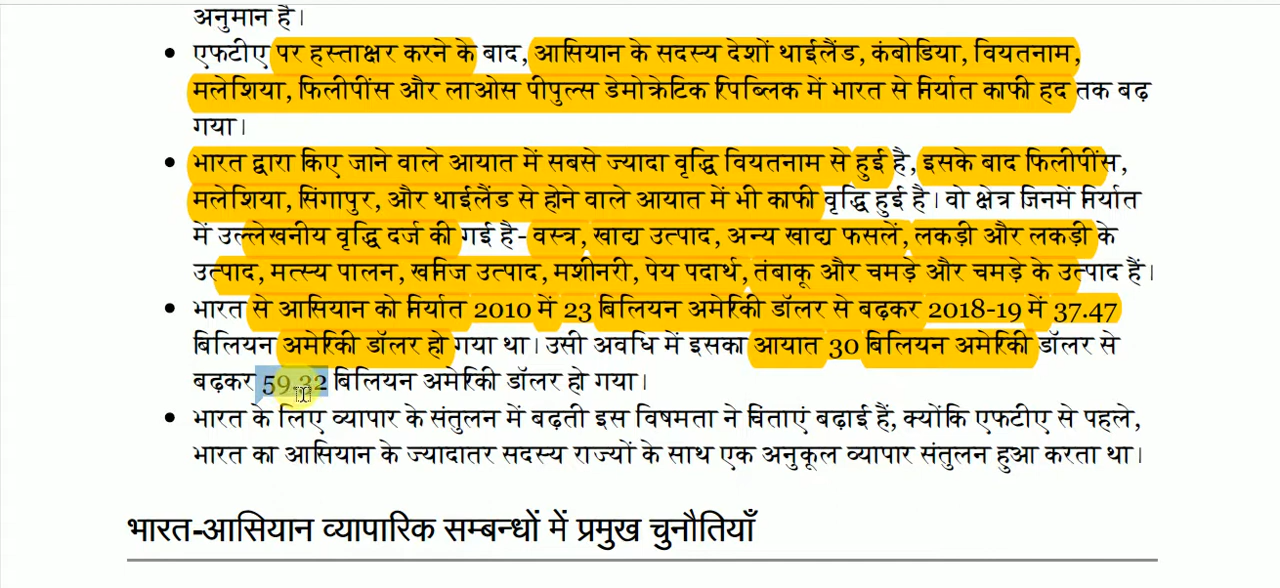 अनुमान है।
• एफटीए पर हस्ताक्षर करने के बाद, आसियान के सदस्य देशों थाईलैंड, कंबोडिया, वियतनाम,
मलेशिया, फिलीपींस और लाओस पीपुल्स डेमोक्रेटिक रिपब्लिक में भारत से निर्यात काफी हद तक बढ़
गया।
• भारत द्वारा किए जाने वाले आयात में सबसे ज्यादा वृद्धि वियतनाम से हुई है, इसके बाद फिलीपींस,
मलेशिया, सिंगापुर, और थाईलैंड से होने वाले आयात में भी काफी वृद्धि हुई है। वो क्षेत्र जिनमें निर्यात
में उल्लेखनीय वृद्धि दर्ज की गई है- वस्त्र, खाद्य उत्पाद, अन्य खाद्य फसलें, लकड़ी और लकड़ी के
उत्पाद, मत्स्य पालन, खनिज उत्पाद, मशीनरी, पेय पदार्थ, तंबाकू और चमड़े और चमड़े के उत्पाद हैं।
• भारत से आसियान को निर्यात 2010 में 23 बिलियन अमेरिकी डॉलर से बढ़कर 2018-19 में 37.47
बिलियन अमेरिकी डॉलर हो गया था। उसी अवधि में इसका आयात 30 बिलियन अमेरिकी डॉलर से
बढ़कर 59.32 बिलियन अमेरिकी डॉलर हो गया।
• भारत के लिए व्यापार के संतुलन में बढ़ती इस विषमता ने चिताएं बढ़ाई हैं, क्योंकि एफटीए से पहले,
भारत का आसियान के ज्यादातर सदस्य राज्यों के साथ एक अनुकूल व्यापार संतुलन हुआ करता था।
भारत-आसियान व्यापारिक सम्बन्धों में प्रमुख चुनौतियाँ